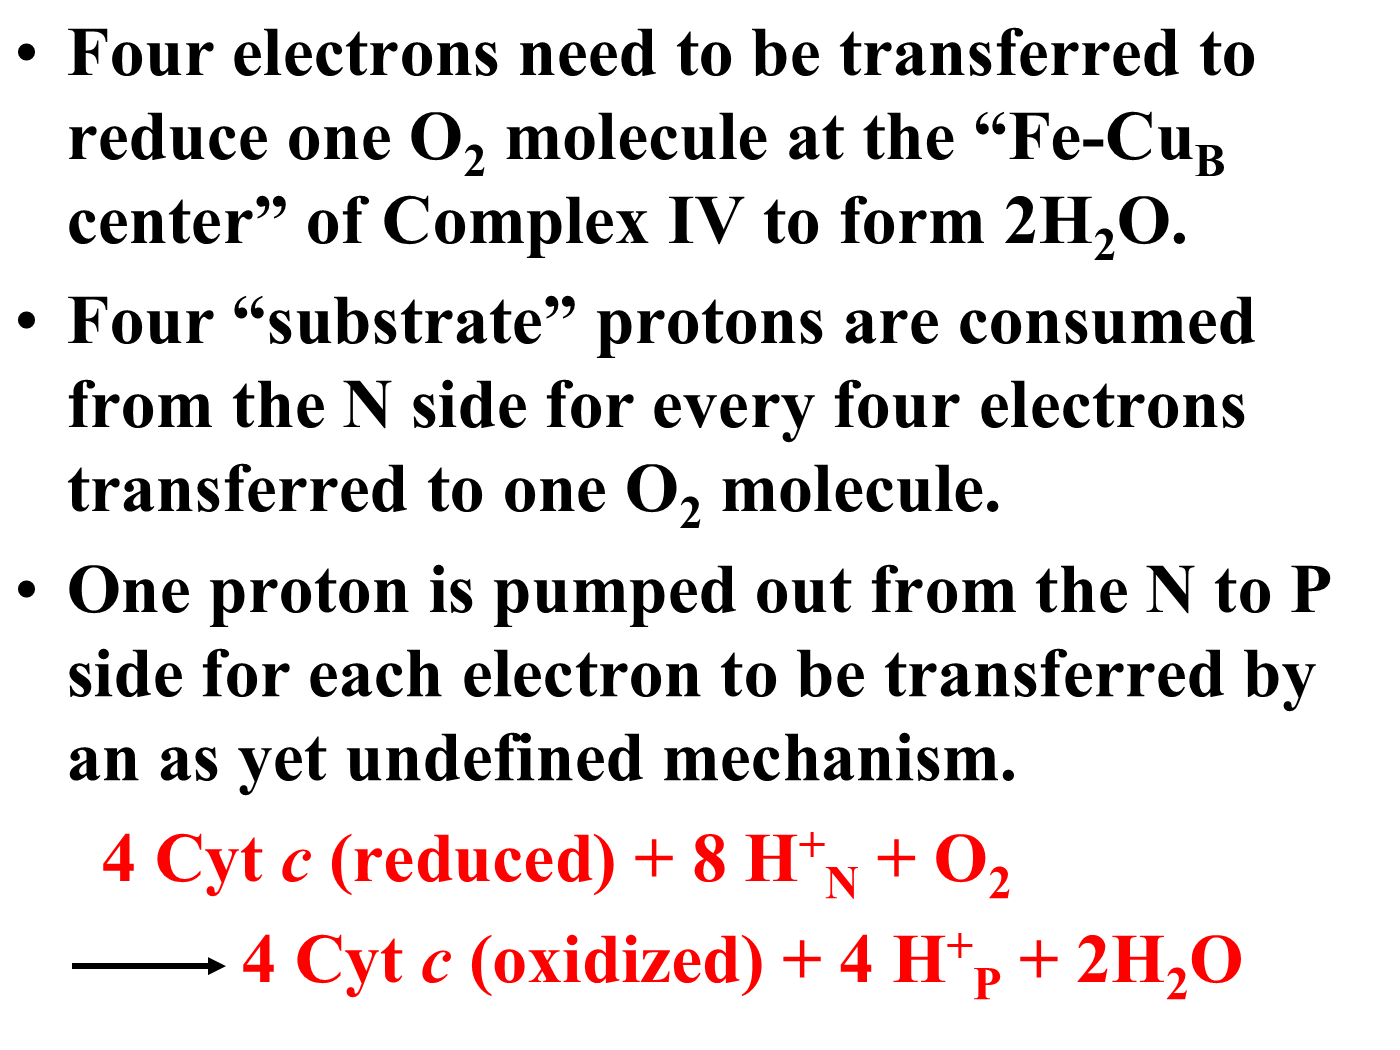 • Four electrons need to be transferred to
reduce one O₂ molecule at the “Fe-Cu_B
center” of Complex IV to form 2H₂O.
• Four “substrate” protons are consumed
from the N side for every four electrons
transferred to one O₂ molecule.
• One proton is pumped out from the N to P
side for each electron to be transferred by
an as yet undefined mechanism.
4 Cyt c (reduced) + 8 H⁺_N + O₂
⟶ 4 Cyt c (oxidized) + 4 H⁺_P + 2H₂O